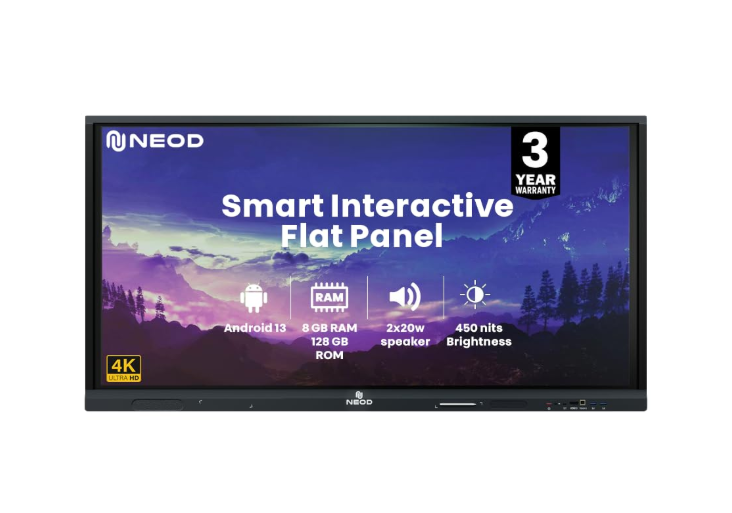 NEOD
3
YEAR
WARRANTY
Smart Interactive
Flat Panel
RAM
Android 13
8 GB RAM
128 GB
ROM
2x20w
speaker
450 nits
Brightness
4K
ULTRA HD
NEOD